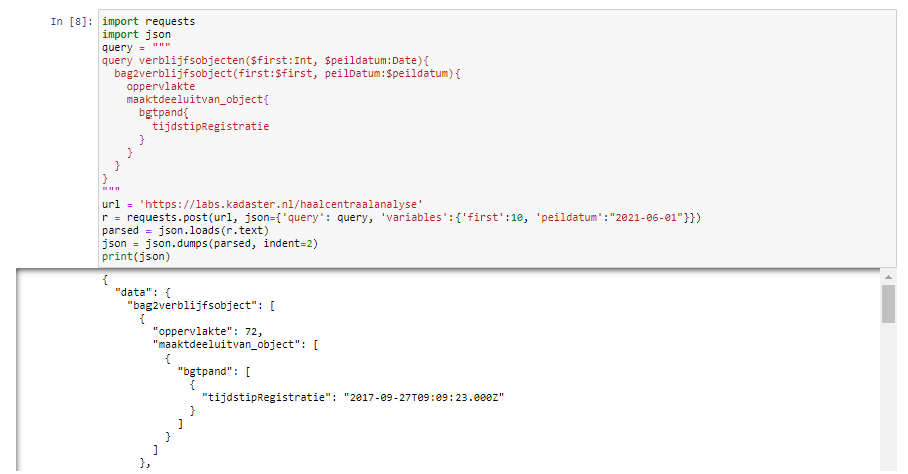 In [8]: import requests
import json
query = """
query verblijfsobjecten($first:Int, $peildatum:Date){
  bag2verblijfsobject(first:$first, peilDatum:$peildatum){
    oppervlakte
    maaktdeeluitvan_object{
      bgtpand{
        tijdstipRegistratie
      }
    }
  }
}
"""
url = 'https://labs.kadaster.nl/haalcentraalanalyse'
r = requests.post(url, json={'query': query, 'variables':{'first':10, 'peildatum':"2021-06-01"}})
parsed = json.loads(r.text)
json = json.dumps(parsed, indent=2)
print(json)
{
  "data": {
    "bag2verblijfsobject": [
      {
        "oppervlakte": 72,
        "maaktdeeluitvan_object": [
          {
            "bgtpand": [
              {
                "tijdstipRegistratie": "2017-09-27T09:09:23.000Z"
              }
            ]
          }
        ]
      },